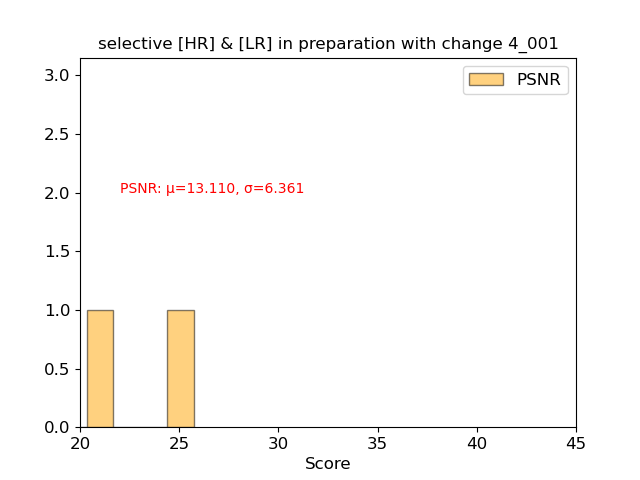 selective [HR] & [LR] in preparation with change 4_001
PSNR
3.0
2.5
2.0
PSNR: μ=13.110, σ=6.361
1.5
1.0
0.5
0.0
20 25 30 35 40 45
Score